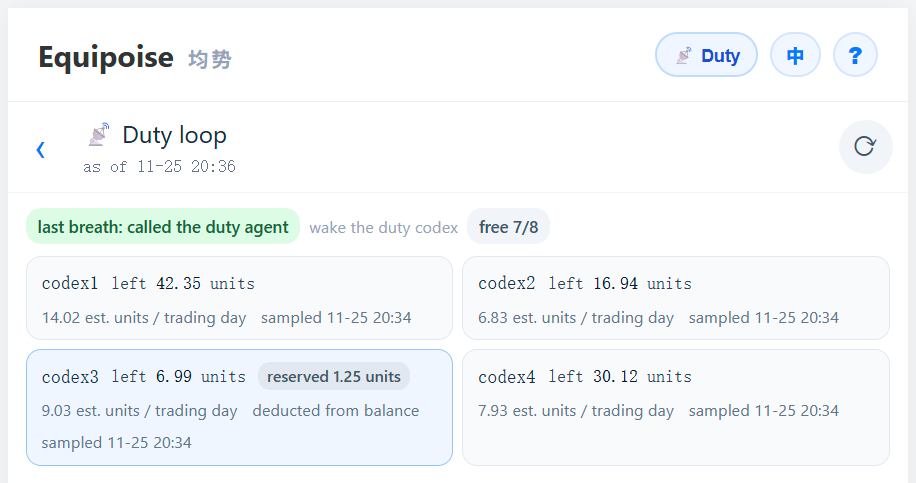 Equipoise 均势
Duty
中
?
‹
Duty loop
as of 11-25 20:36
last breath: called the duty agent wake the duty codex free 7/8
codex1 left 42.35 units
14.02 est. units / trading day sampled 11-25 20:34
codex2 left 16.94 units
6.83 est. units / trading day sampled 11-25 20:34
codex3 left 6.99 units reserved 1.25 units
9.03 est. units / trading day deducted from balance
sampled 11-25 20:34
codex4 left 30.12 units
7.93 est. units / trading day sampled 11-25 20:34